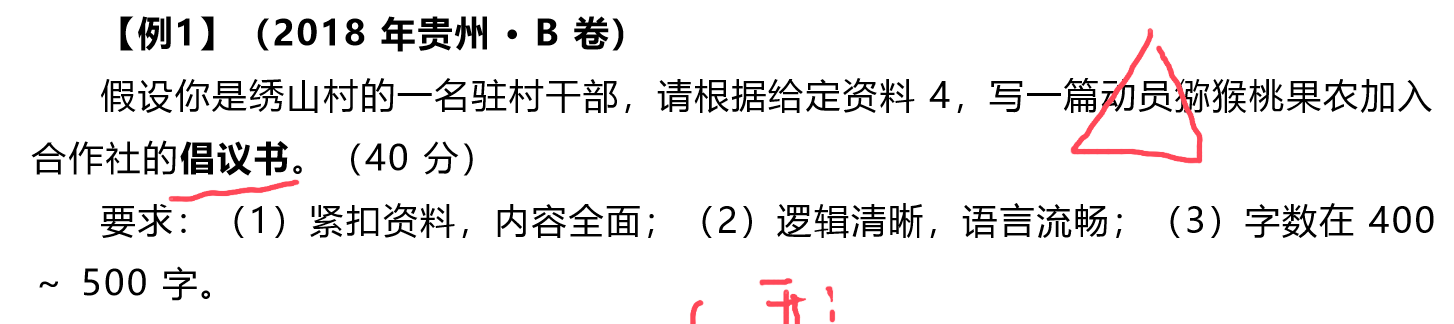 【例1】（2018 年贵州·B 卷）
假设你是绣山村的一名驻村干部，请根据给定资料 4，写一篇动员猕猴桃果农加入
合作社的倡议书。（40 分）
要求：（1）紧扣资料，内容全面；（2）逻辑清晰，语言流畅；（3）字数在 400
~ 500 字。